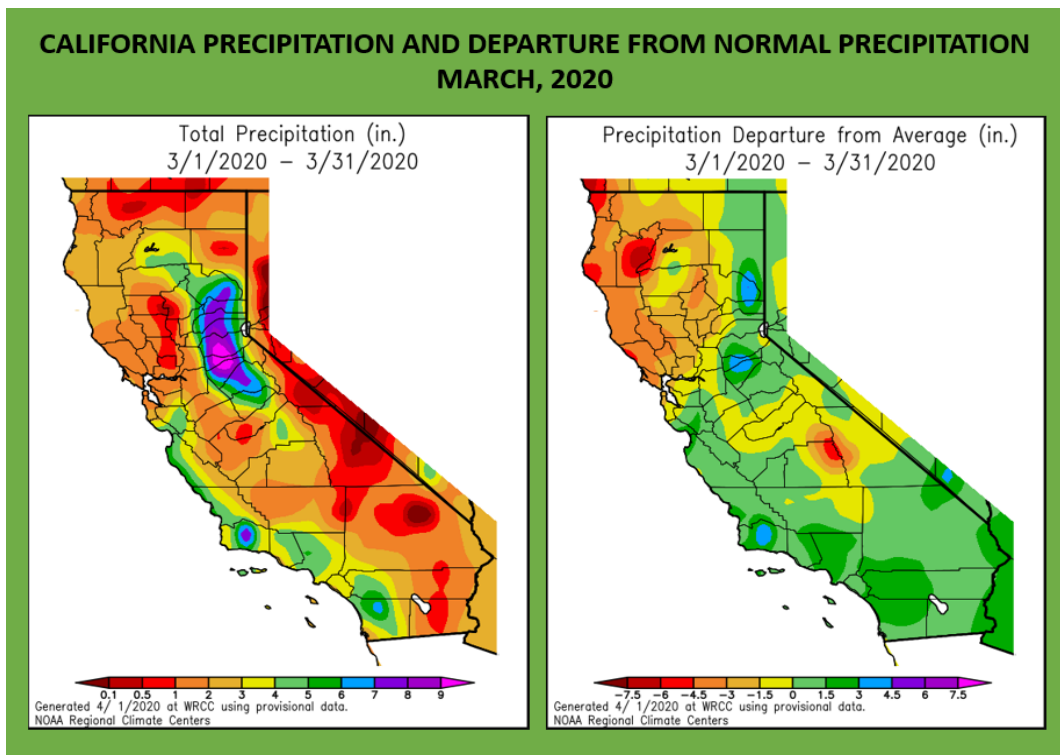 CALIFORNIA PRECIPITATION AND DEPARTURE FROM NORMAL PRECIPITATION
MARCH, 2020
Total Precipitation (in.)
3/1/2020 – 3/31/2020
0.1 0.5 1 2 3 4 5 6 7 8 9
Generated 4/ 1/2020 at WRCC using provisional data.
NOAA Regional Climate Centers
Precipitation Departure from Average (in.)
3/1/2020 – 3/31/2020
-7.5 -6 -4.5 -3 -1.5 0 1.5 3 4.5 6 7.5
Generated 4/ 1/2020 at WRCC using provisional data.
NOAA Regional Climate Centers